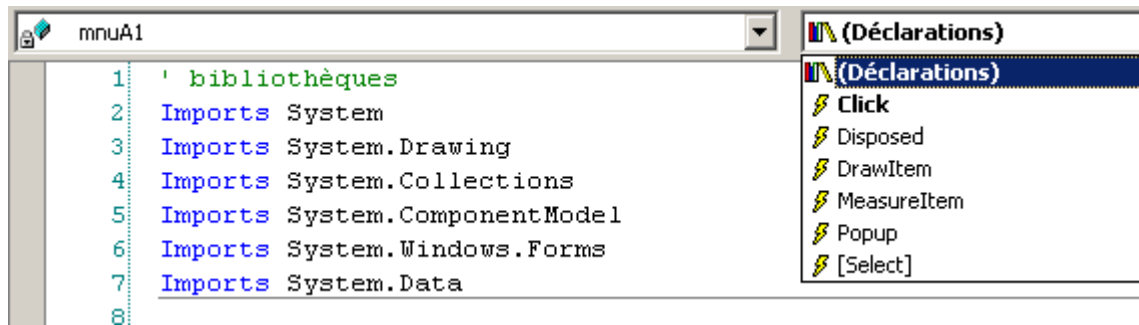 mnuA1
(Déclarations)
1 ' bibliothèques
2 Imports System
3 Imports System.Drawing
4 Imports System.Collections
5 Imports System.ComponentModel
6 Imports System.Windows.Forms
7 Imports System.Data
8
(Déclarations)
Click
Disposed
DrawItem
MeasureItem
Popup
[Select]